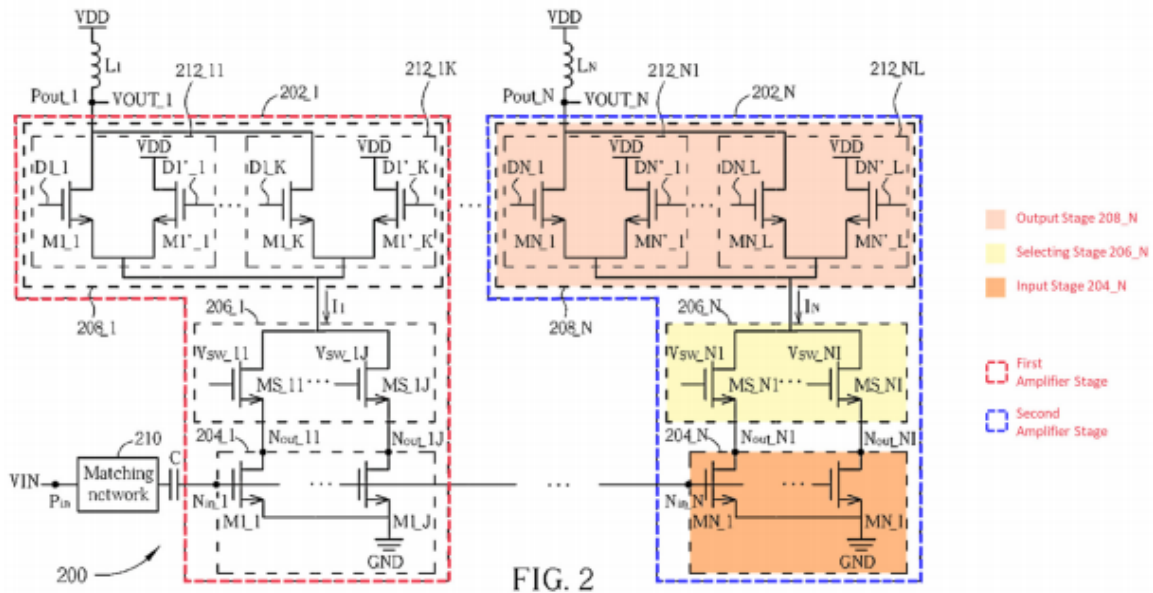 VDD VDD
L1 LN
212_11 212_1K 212_N1 212_NL
Pout_1 VOUT_1 202_1 Pout_N VOUT_N 202_N
VDD VDD VDD VDD
D1_1 D1'_1 D1_K D1'_K DN_1 DN'_1 DN_L DN'_L
... ... ... ...
M1_1 M1'_1 M1_K M1'_K MN_1 MN'_1 MN_L MN'_L
Output Stage 208_N
Selecting Stage 206_N
Input Stage 204_N
208_1 206_1 I1 208_N 206_N IN
VSW_11 VSW_1J VSW_N1 VSW_NI
MS_11 ... MS_1J MS_N1 ... MS_NI
First
Amplifier Stage
Second
Amplifier Stage
210 204_1 Nout_11 Nout_1J 204_N Nout_N1 Nout_NI
VIN Pin Matching
network
C Nin_1 ... ... Nin_N ...
M1_1 M1_J MN_1 MN_I
GND GND
200
FIG. 2